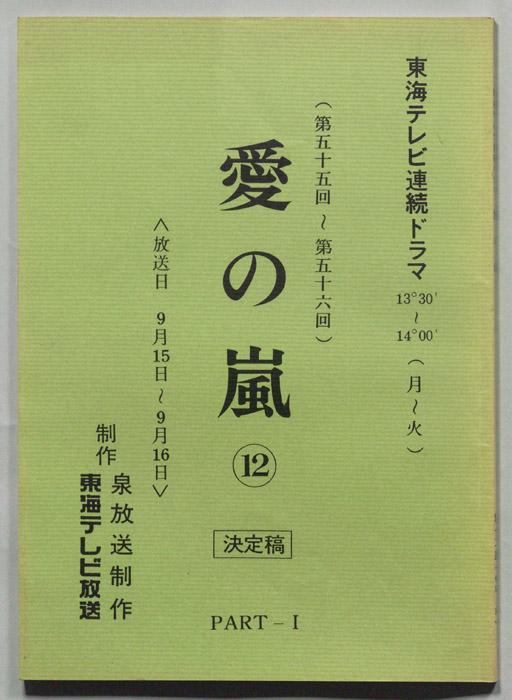 東海テレビ連続ドラマ 13°30'～14°00'（月～火）
（第五十五回～第五十六回）
愛の嵐 ⑫
決定稿
PART－I
〈放送日 9月15日～9月16日〉
制作
泉放送制作
東海テレビ放送